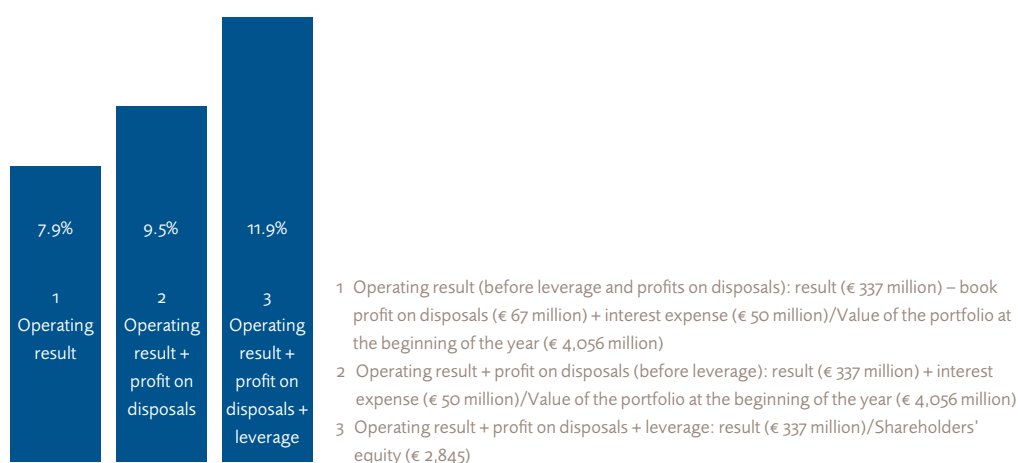 7.9%
9.5%
11.9%
1
Operating
result
2
Operating
result +
profit on
disposals
3
Operating
result +
profit on
disposals +
leverage
1 Operating result (before leverage and profits on disposals): result (€ 337 million) – book
profit on disposals (€ 67 million) + interest expense (€ 50 million)/Value of the portfolio at
the beginning of the year (€ 4,056 million)
2 Operating result + profit on disposals (before leverage): result (€ 337 million) + interest
expense (€ 50 million)/Value of the portfolio at the beginning of the year (€ 4,056 million)
3 Operating result + profit on disposals + leverage: result (€ 337 million)/Shareholders'
equity (€ 2,845)